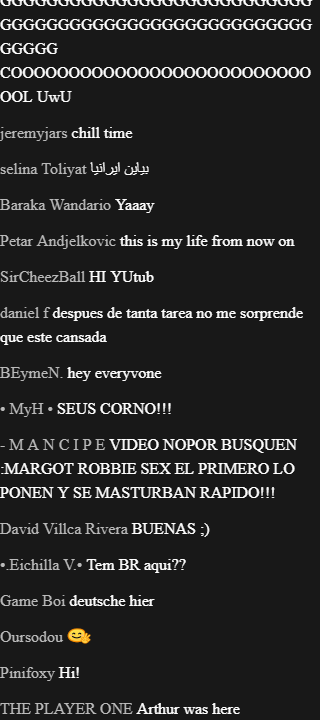 GGGGGGGGGGGGGGGGGGGGGGGGGGG
GGGGG
COOOOOOOOOOOOOOOOOOOOOOOOOO
OOL UwU
jeremyjars chill time
selina Toliyat بیاین ایرانیا
Baraka Wandario Yaaay
Petar Andjelkovic this is my life from now on
SirCheezBall HI YUtub
daniel f despues de tanta tarea no me sorprende
que este cansada
BEymeN. hey everyvone
• MyH • SEUS CORNO!!!
- M A N C I P E VIDEO NOPOR BUSQUEN
:MARGOT ROBBIE SEX EL PRIMERO LO
PONEN Y SE MASTURBAN RAPIDO!!!
David Villca Rivera BUENAS ;)
•.Eichilla V.• Tem BR aqui??
Game Boi deutsche hier
Oursodou 🤗
Pinifoxy Hi!
THE PLAYER ONE Arthur was here